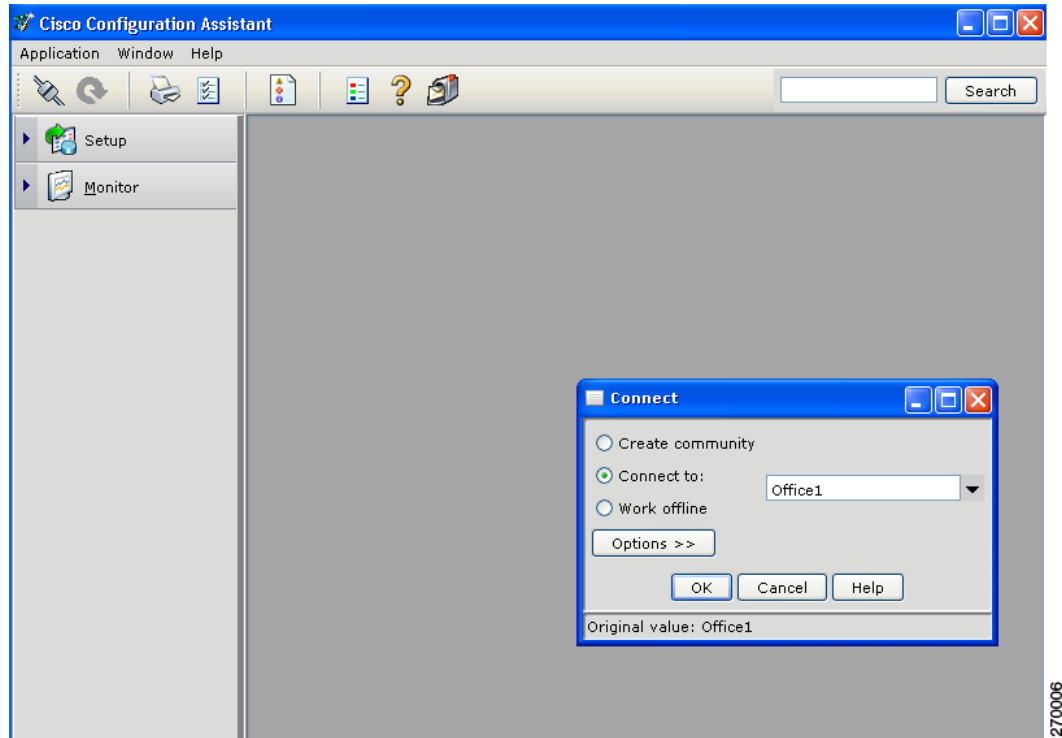 Cisco Configuration Assistant
Application Window Help
Search
Setup
Monitor
Connect
Create community
Connect to:
Office1
Work offline
Options >>
OK Cancel Help
Original value: Office1
270006